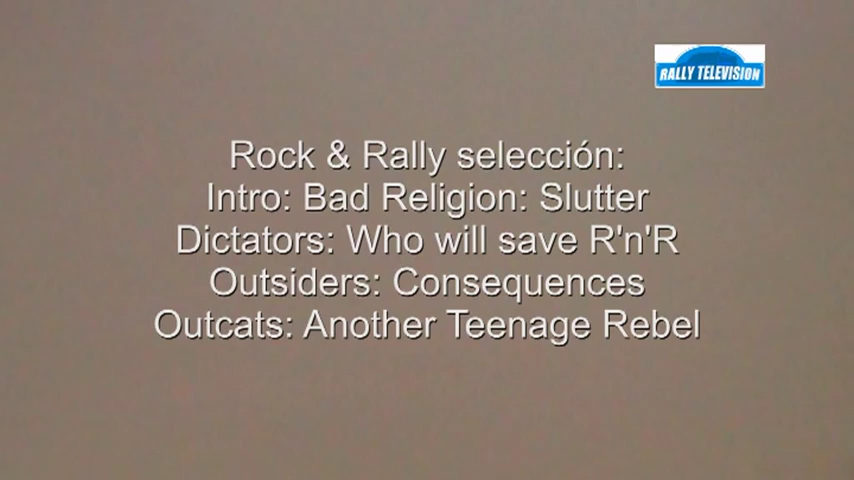 RALLY TELEVISION
Rock & Rally selección:
Intro: Bad Religion: Slutter
Dictators: Who will save R'n'R
Outsiders: Consequences
Outcats: Another Teenage Rebel